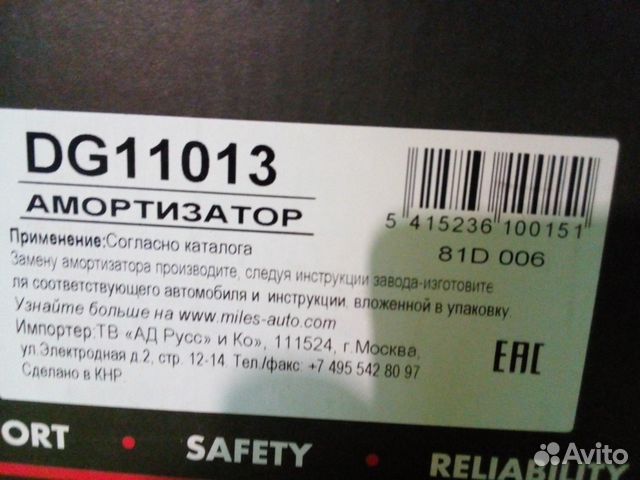 DG11013
АМОРТИЗАТОР
5 415236 100151
81D 006
Применение:Согласно каталога
Замену амортизатора производите, следуя инструкции завода-изготовите
ля соответствующего автомобиля и инструкции, вложенной в упаковку.
Узнайте больше на www.miles-auto.com
Импортер:ТВ «АД Русс» и Ко», 111524, г.Москва,
ул.Электродная д.2, стр. 12-14. Тел./факс: +7 495 542 80 97
Сделано в КНР.
EAC
ORT • SAFETY • RELIABILITY
Avito